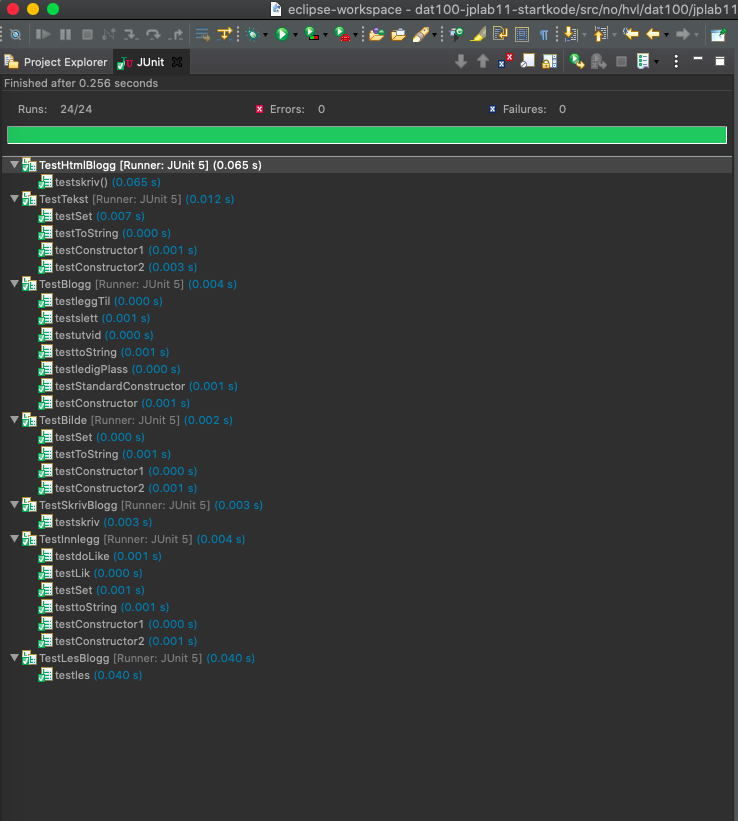 eclipse-workspace - dat100-jplab11-startkode/src/no/hvl/dat100/jplab11
Project Explorer JUnit
Finished after 0.256 seconds
Runs: 24/24 Errors: 0 Failures: 0
TestHtmlBlogg [Runner: JUnit 5] (0.065 s)
testskriv() (0.065 s)
TestTekst [Runner: JUnit 5] (0.012 s)
testSet (0.007 s)
testToString (0.000 s)
testConstructor1 (0.001 s)
testConstructor2 (0.003 s)
TestBlogg [Runner: JUnit 5] (0.004 s)
testleggTil (0.000 s)
testslett (0.001 s)
testutvid (0.000 s)
testtoString (0.001 s)
testledigPlass (0.000 s)
testStandardConstructor (0.001 s)
testConstructor (0.001 s)
TestBilde [Runner: JUnit 5] (0.002 s)
testSet (0.000 s)
testToString (0.001 s)
testConstructor1 (0.000 s)
testConstructor2 (0.001 s)
TestSkrivBlogg [Runner: JUnit 5] (0.003 s)
testskriv (0.003 s)
TestInnlegg [Runner: JUnit 5] (0.004 s)
testdoLike (0.001 s)
testLik (0.000 s)
testSet (0.001 s)
testtoString (0.001 s)
testConstructor1 (0.000 s)
testConstructor2 (0.001 s)
TestLesBlogg [Runner: JUnit 5] (0.040 s)
testles (0.040 s)